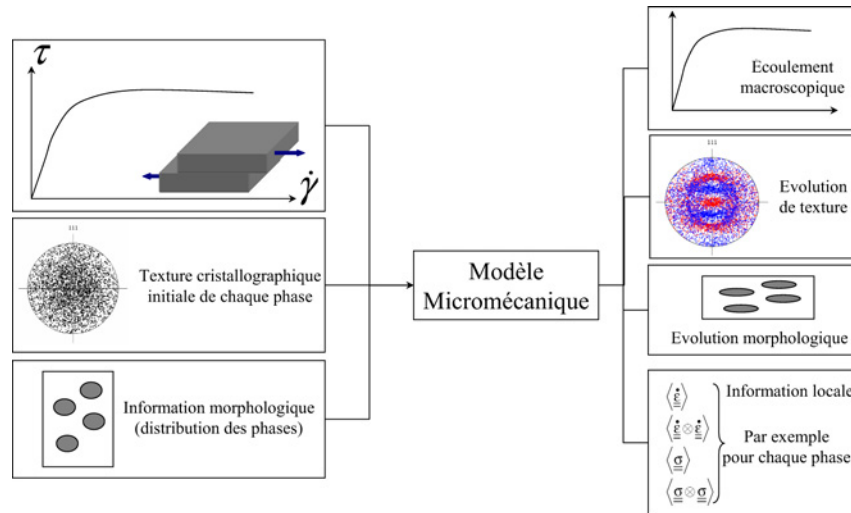 τ
γ̇
111
Texture cristallographique
initiale de chaque phase
Information morphologique
(distribution des phases)
Modèle
Micromécanique
Écoulement
macroscopique
111
Evolution
de texture
Evolution morphologique
⟨ε̇⟩
⟨ε̇⊗ε̇⟩
⟨σ⟩
⟨σ⊗σ⟩
Information locale
Par exemple
pour chaque phase